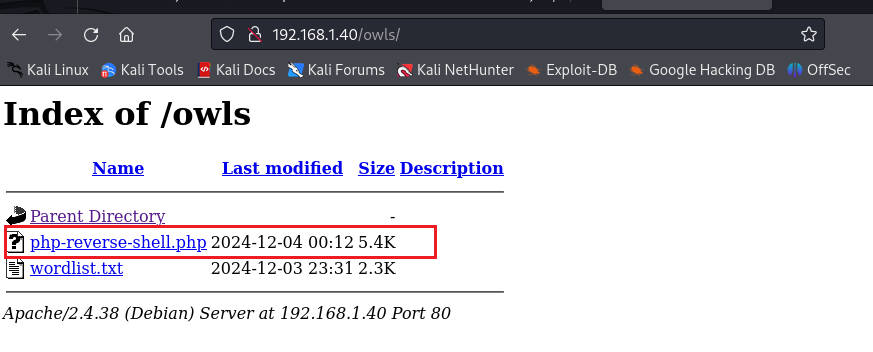 192.168.1.40/owls/
Kali Linux Kali Tools Kali Docs Kali Forums Kali NetHunter Exploit-DB Google Hacking DB OffSec
Index of /owls
Name Last modified Size Description
Parent Directory -
php-reverse-shell.php 2024-12-04 00:12 5.4K
wordlist.txt 2024-12-03 23:31 2.3K
Apache/2.4.38 (Debian) Server at 192.168.1.40 Port 80